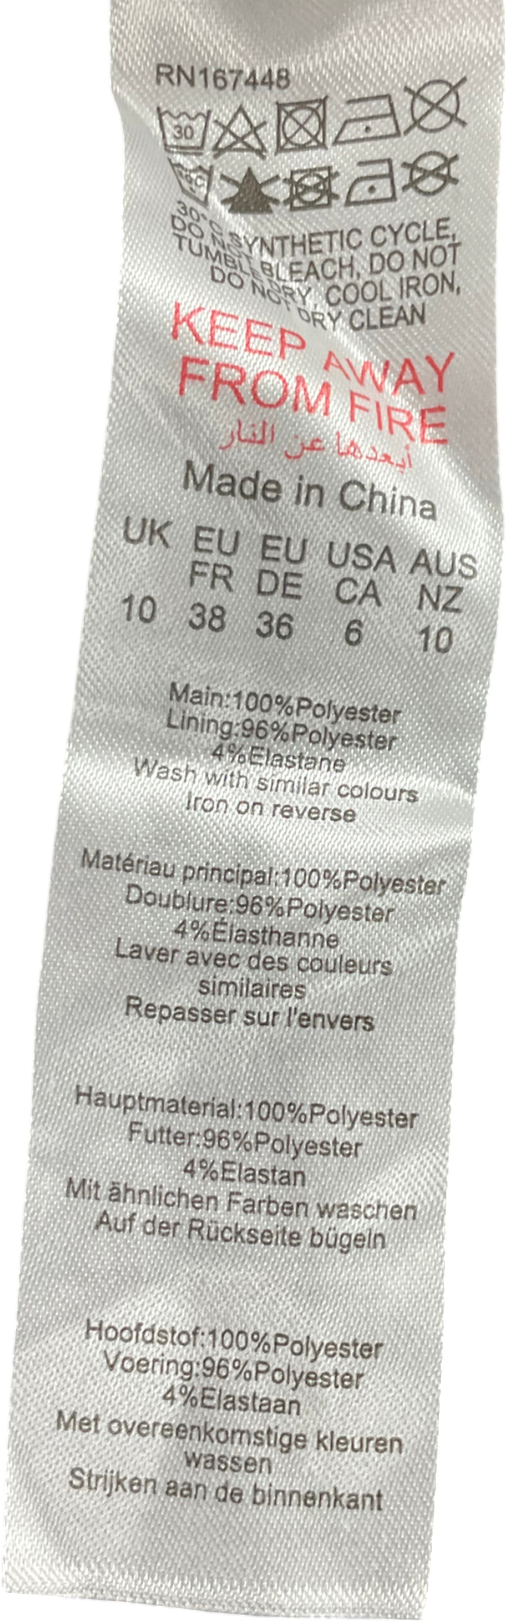 RN167448
30
30°C SYNTHETIC CYCLE,
DO NOT BLEACH, DO NOT
TUMBLE DRY, COOL IRON,
DO NOT DRY CLEAN
KEEP AWAY
FROM FIRE
أبعدها عن النار
Made in China
UK EU EU USA AUS
FR DE CA NZ
10 38 36 6 10
Main:100%Polyester
Lining:96%Polyester
4%Elastane
Wash with similar colours
Iron on reverse
Matériau principal:100%Polyester
Doublure:96%Polyester
4%Élasthanne
Laver avec des couleurs
similaires
Repasser sur l'envers
Hauptmaterial:100%Polyester
Futter:96%Polyester
4%Elastan
Mit ähnlichen Farben waschen
Auf der Rückseite bügeln
Hoofdstof:100%Polyester
Voering:96%Polyester
4%Elastaan
Met overeenkomstige kleuren
wassen
Strijken aan de binnenkant